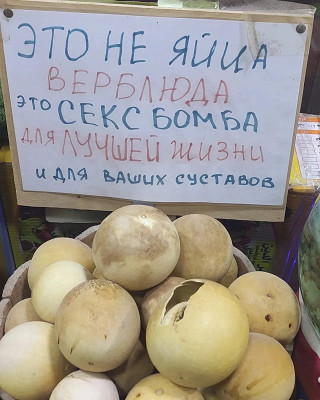 ЭТО НЕ ЯЙЦА
ВЕРБЛЮДА
ЭТО СЕКС БОМБА
ДЛЯ ЛУЧШЕЙ ЖИЗНИ
И ДЛЯ ВАШИХ СУСТАВОВ